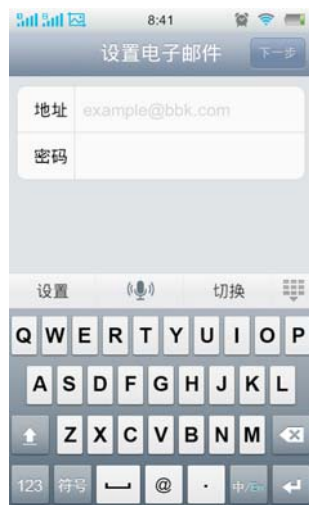 8:41
设置电子邮件 下一步
地址 example@bbk.com
密码
设置 切换
Q W E R T Y U I O P
A S D F G H J K L
Z X C V B N M
123 符号 @ . 中/En